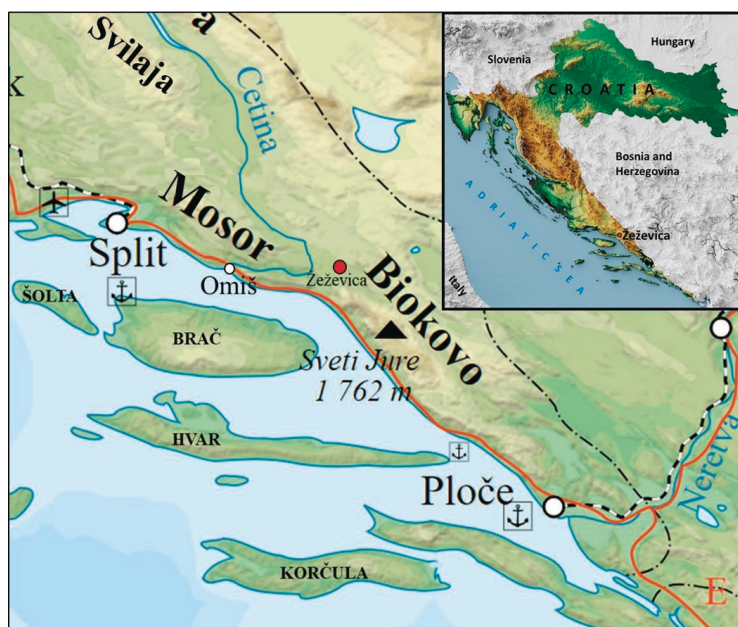 a
Svilaja
K
Cetina
Mosor
Split
Omiš
Žeževica
Biokovo
ŠOLTA
BRAČ
Sveti Jure
1 762 m
HVAR
Ploče
Neretva
KORČULA
E
Hungary
Slovenia
CROATIA
Bosnia and
Herzegovina
ADRIATIC SEA
Žeževica
Italy